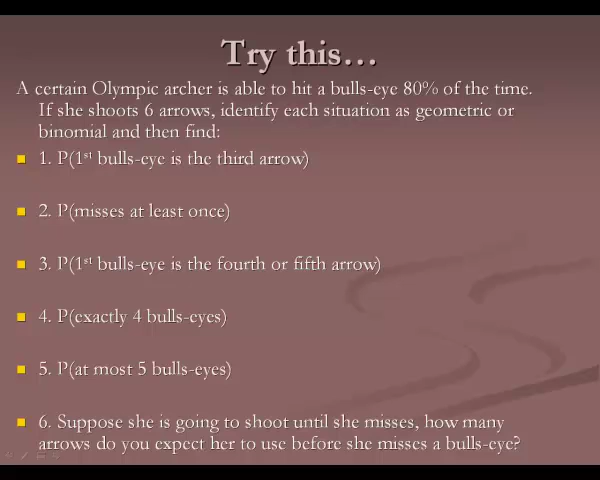 Try this…
A certain Olympic archer is able to hit a bulls-eye 80% of the time.
If she shoots 6 arrows, identify each situation as geometric or
binomial and then find:
1. P(1st bulls-eye is the third arrow)
2. P(misses at least once)
3. P(1st bulls-eye is the fourth or fifth arrow)
4. P(exactly 4 bulls-eyes)
5. P(at most 5 bulls-eyes)
6. Suppose she is going to shoot until she misses, how many
arrows do you expect her to use before she misses a bulls-eye?